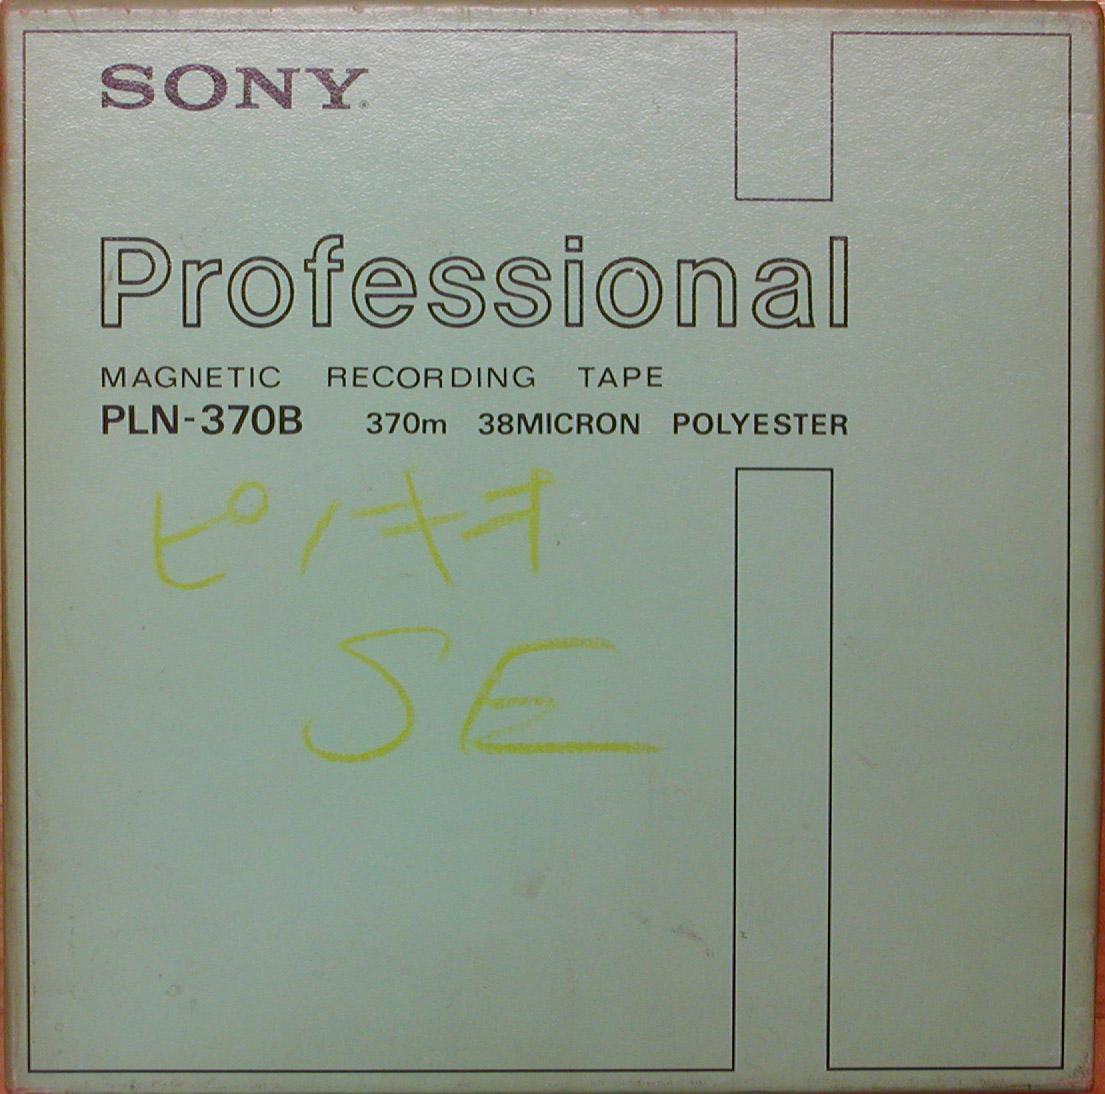 SONY®
Professional
MAGNETIC RECORDING TAPE
PLN-370B 370m 38MICRON POLYESTER
ピノキオ
SE